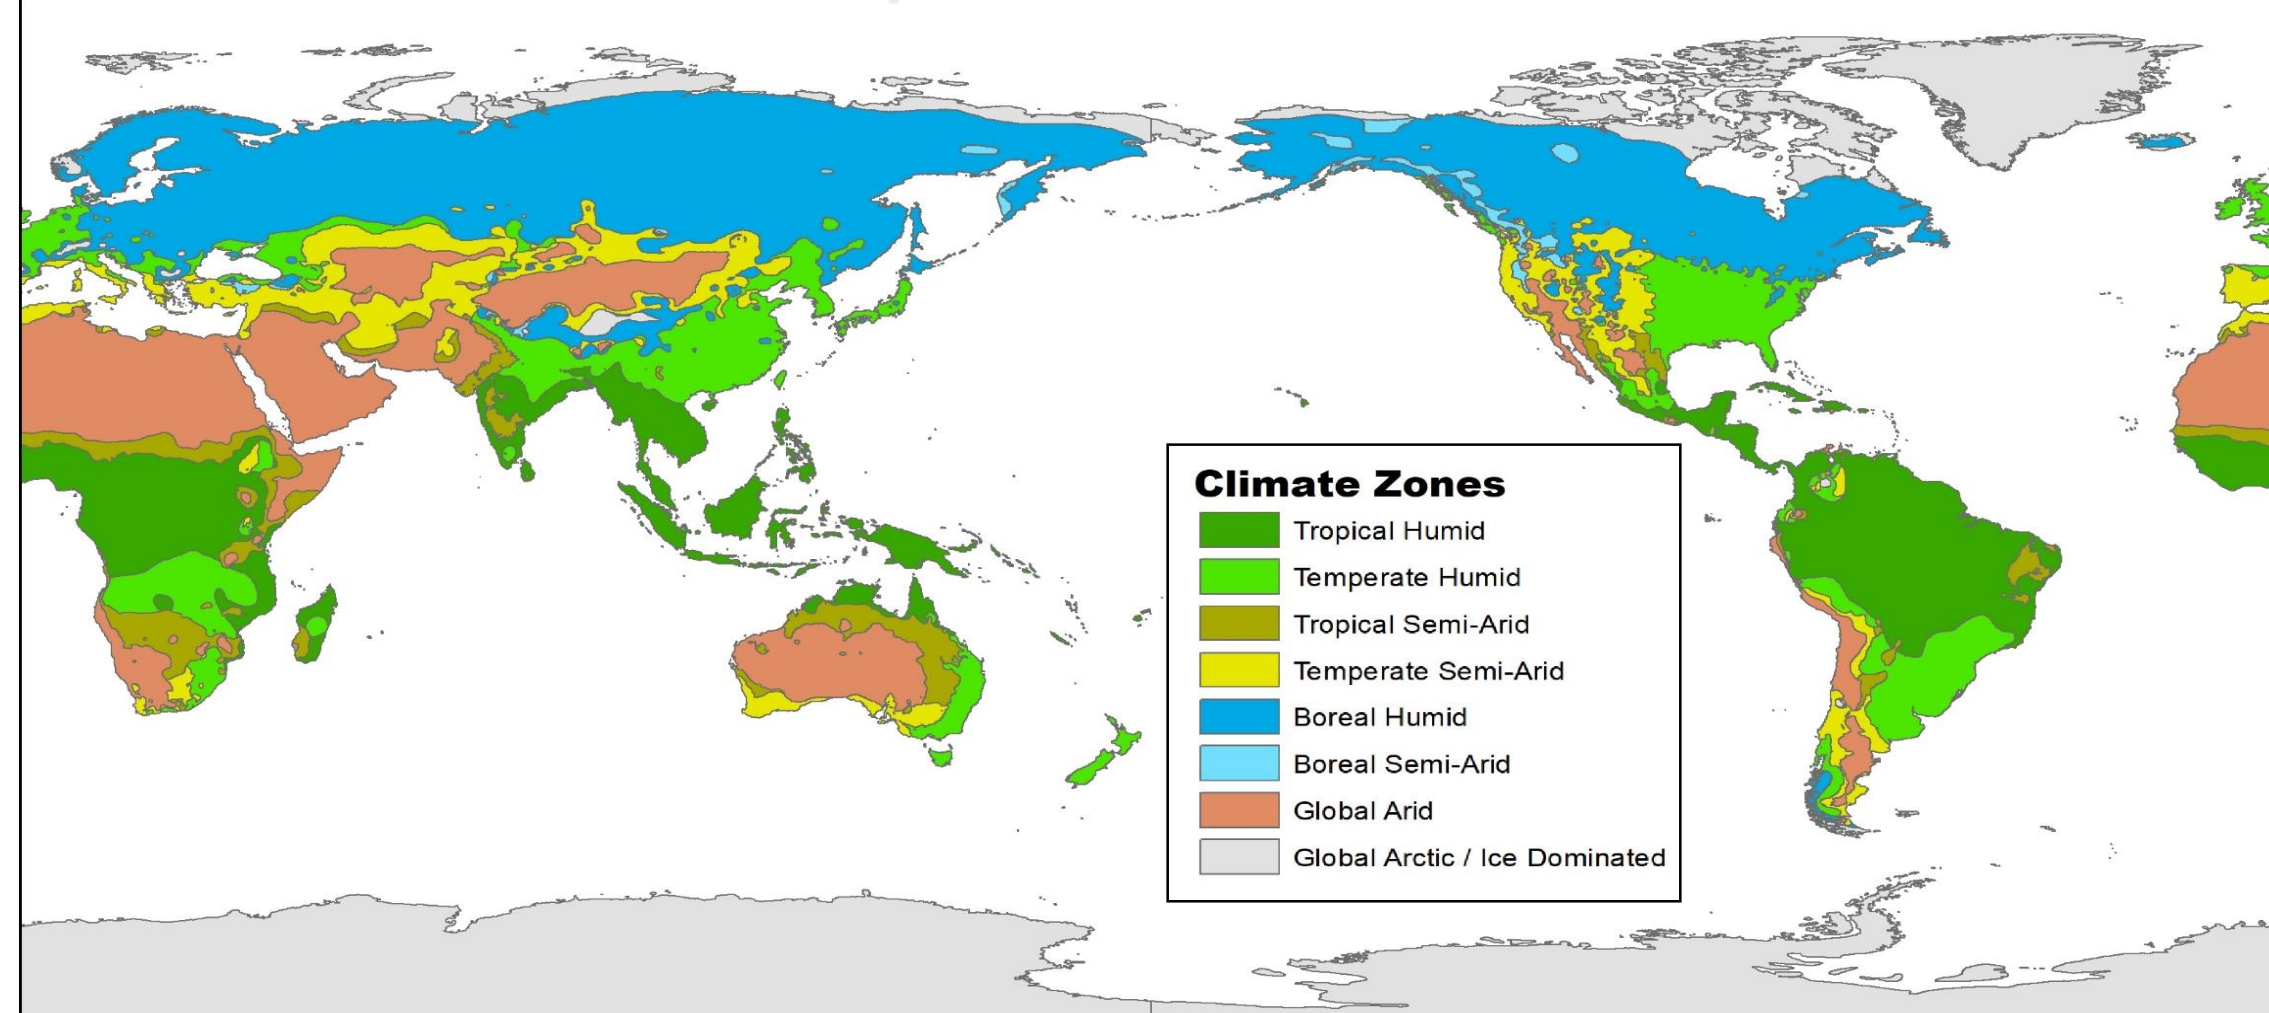 Climate Zones
Tropical Humid
Temperate Humid
Tropical Semi-Arid
Temperate Semi-Arid
Boreal Humid
Boreal Semi-Arid
Global Arid
Global Arctic / Ice Dominated